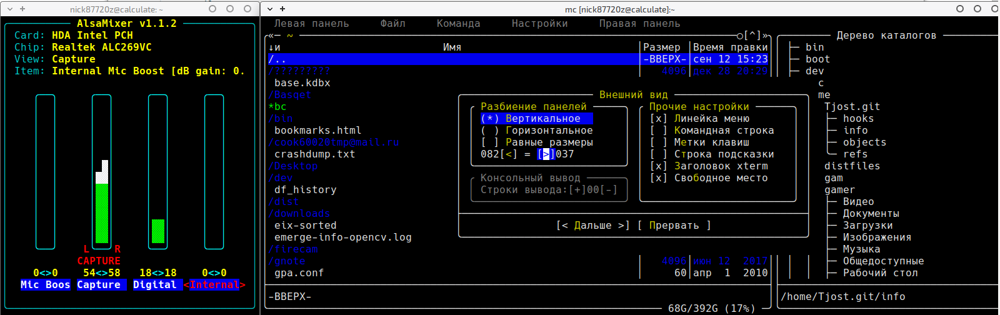 nick87720z@calculate: ~
AlsaMixer v1.1.2
Card: HDA Intel PCH
Chip: Realtek ALC269VC
View: Capture
Item: Internal Mic Boost [dB gain: 0.
L R
CAPTURE
0<>0 54<>58 18<>18 0<>0
Mic Boos Capture Digital <Internal>
mc [nick87720z@calculate]:~
Левая панель Файл Команда Настройки Правая панель
«─ ~ [^]»
↓и Имя Размер Время правки
/.. -ВВЕРХ- сен 12 15:23
/????????? 4096 дек 28 20:29
base.kdbx
/Basqet
*bc
/bin
bookmarks.html
/cook60020tmp@mail.ru
crashdump.txt
/Desktop
/dev
df_history
/dist
/downloads
eix-sorted
emerge-info-opencv.log
/firecam
/gnote 4096 июн 12 2017
gpa.conf 60 апр 1 2010
-ВВЕРХ-
68G/392G (17%)
Внешний вид
Разбиение панелей
(*) Вертикальное
( ) Горизонтальное
[ ] Равные размеры
082[<] = [>]037
Консольный вывод
Строки вывода:[+]00[-]
Прочие настройки
[x] Линейка меню
[ ] Командная строка
[ ] Метки клавиш
[ ] Строка подсказки
[x] Заголовок xterm
[x] Свободное место
[< Дальше >] [ Прервать ]
Дерево каталогов
bin
boot
dev
c
me
Tjost.git
hooks
info
objects
refs
distfiles
gam
gamer
Видео
Документы
Загрузки
Изображения
Музыка
Общедоступные
Рабочий стол
/home/Tjost.git/info